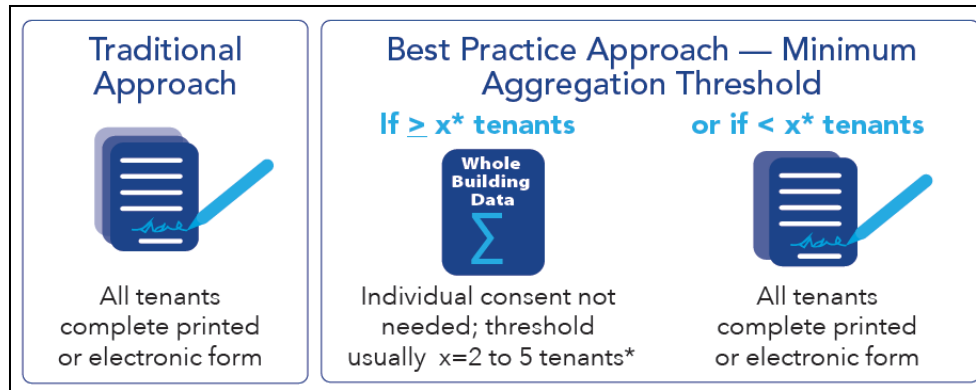 Traditional
Approach
share
All tenants
complete printed
or electronic form
Best Practice Approach — Minimum
Aggregation Threshold
If ≥ x* tenants
Whole
Building
Data
Σ
Individual consent not
needed; threshold
usually x=2 to 5 tenants*
or if < x* tenants
share
All tenants
complete printed
or electronic form